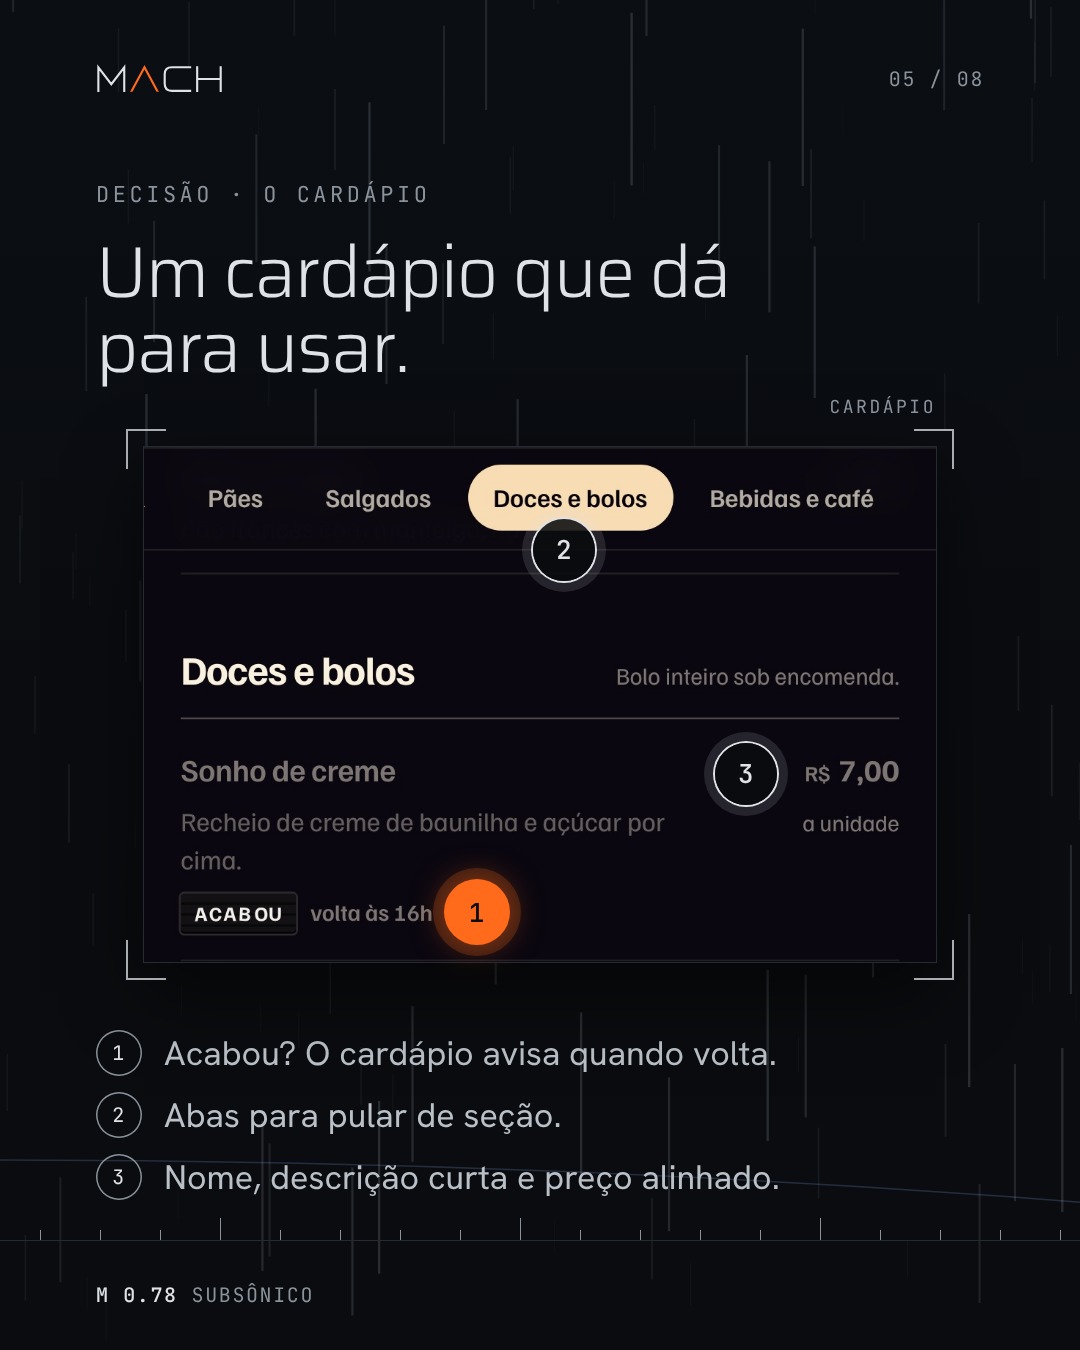 MACH
05 / 08
DECISÃO · O CARDÁPIO
Um cardápio que dá
para usar.
CARDÁPIO
Pães Salgados Doces e bolos Bebidas e café
2
Doces e bolos Bolo inteiro sob encomenda.
Sonho de creme 3 R$ 7,00
Recheio de creme de baunilha e açúcar por a unidade
cima.
ACABOU volta às 16h 1
1 Acabou? O cardápio avisa quando volta.
2 Abas para pular de seção.
3 Nome, descrição curta e preço alinhado.
M 0.78 SUBSÔNICO